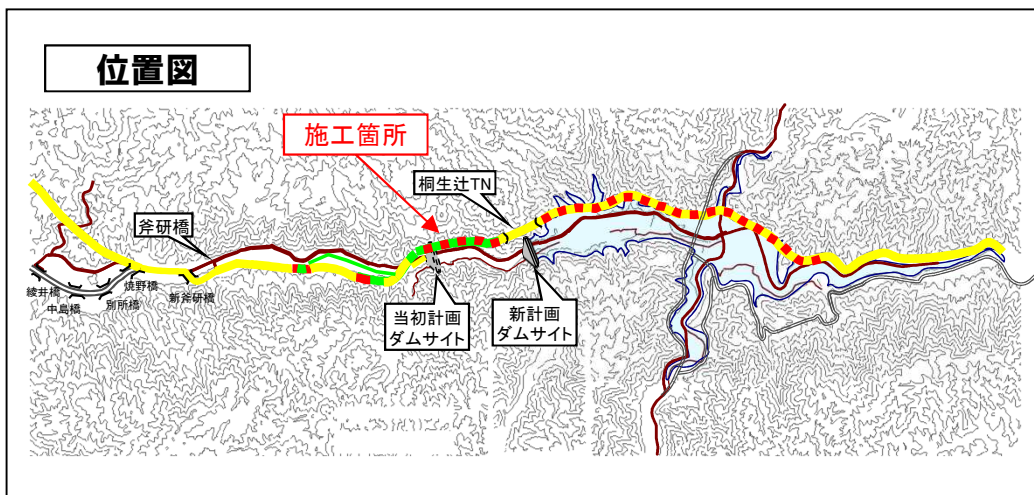 位置図
施工箇所
桐生辻TN
斧研橋
綾井橋
中島橋
別所橋
焼野橋
新斧研橋
当初計画
ダムサイト
新計画
ダムサイト